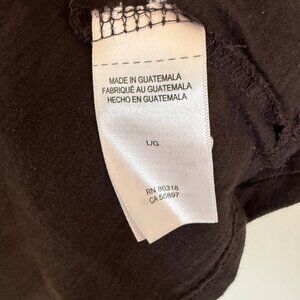 MADE IN GUATEMALA
FABRIQUÉ AU GUATEMALA
HECHO EN GUATEMALA
L/G
RN 80318
CA 56897